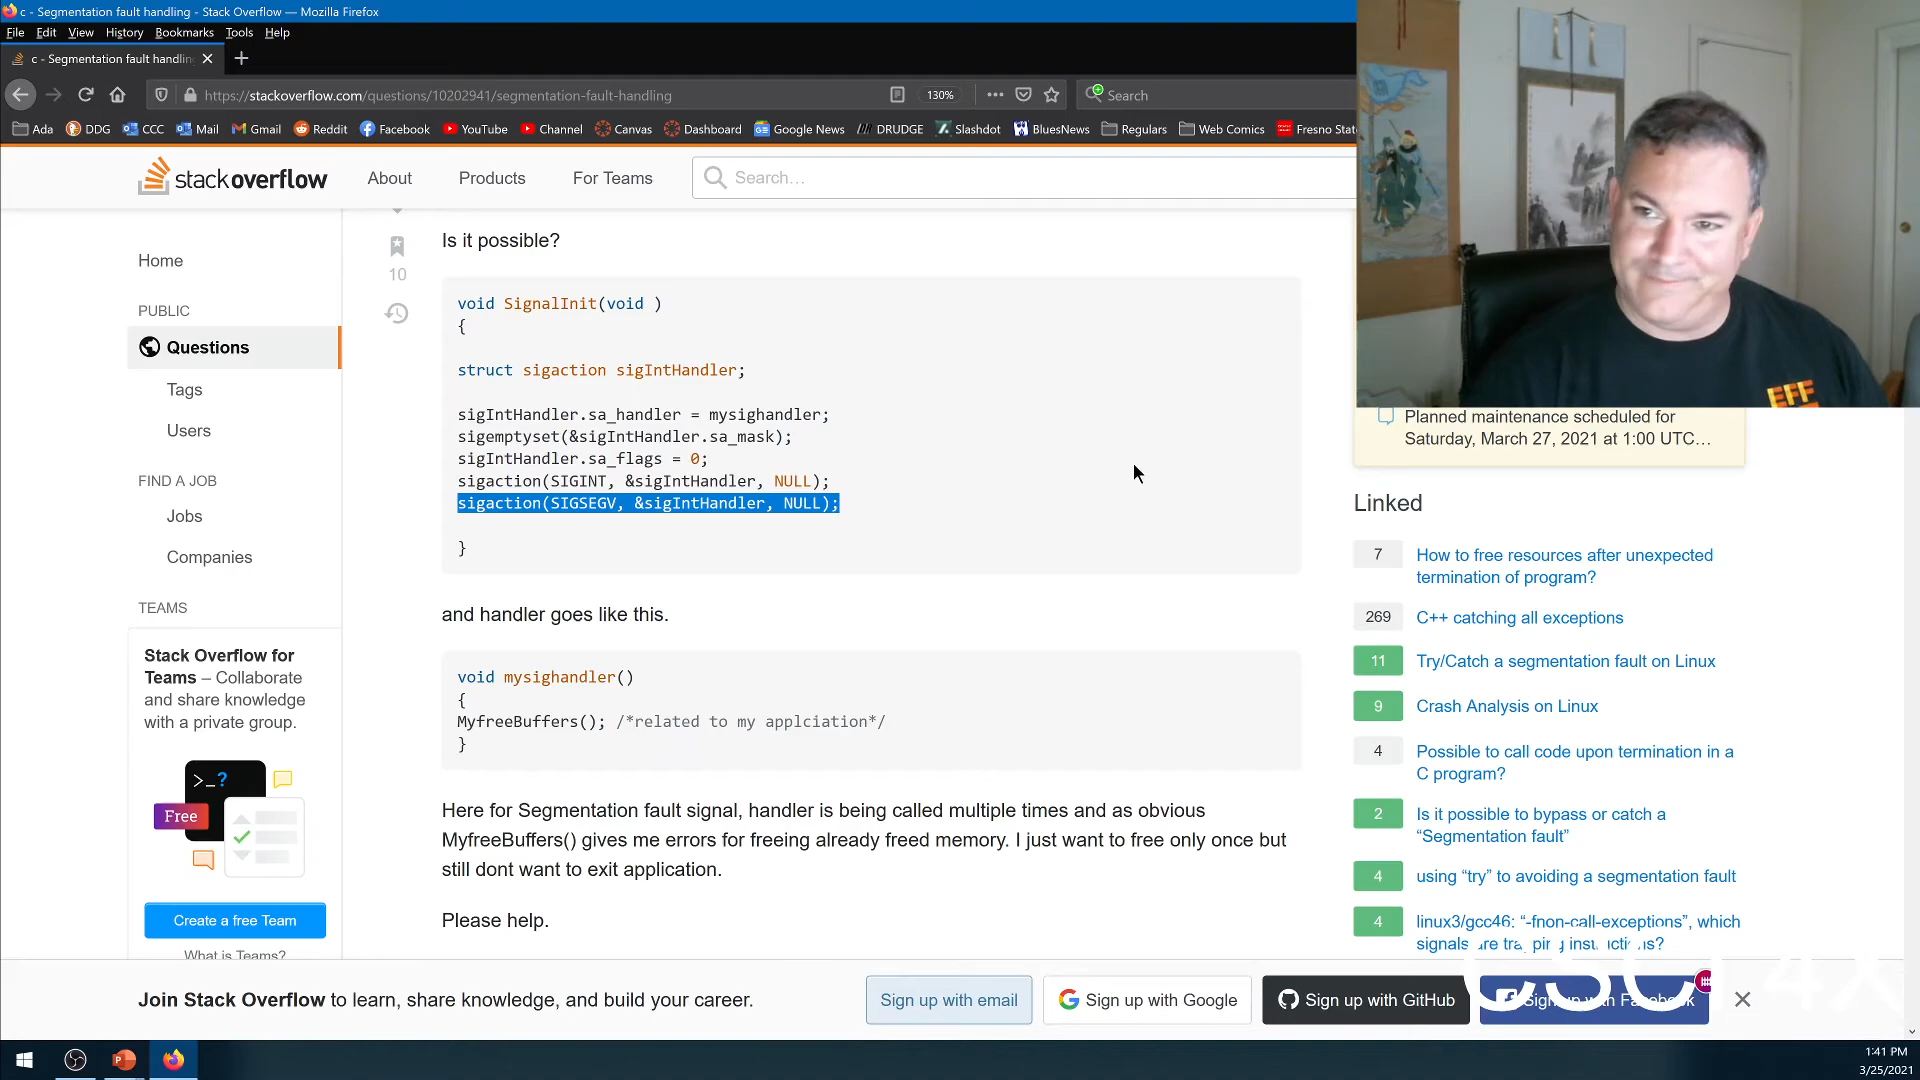 c - Segmentation fault handling - Stack Overflow — Mozilla Firefox
File Edit View History Bookmarks Tools Help
c - Segmentation fault handlin
https://stackoverflow.com/questions/10202941/segmentation-fault-handling
130%
Search
Ada DDG CCC Mail Gmail Reddit Facebook YouTube Channel Canvas Dashboard Google News DRUDGE Slashdot BluesNews Regulars Web Comics Fresno Stat
stackoverflow
About Products For Teams
Search…
Home
PUBLIC
Questions
Tags
Users
FIND A JOB
Jobs
Companies
TEAMS
Stack Overflow for
Teams – Collaborate
and share knowledge
with a private group.
>_?
Free
Create a free Team
What is Teams?
Is it possible?
10
void SignalInit(void )
{
struct sigaction sigIntHandler;
sigIntHandler.sa_handler = mysighandler;
sigemptyset(&sigIntHandler.sa_mask);
sigIntHandler.sa_flags = 0;
sigaction(SIGINT, &sigIntHandler, NULL);
sigaction(SIGSEGV, &sigIntHandler, NULL);
}
and handler goes like this.
void mysighandler()
{
MyfreeBuffers(); /*related to my applciation*/
}
Here for Segmentation fault signal, handler is being called multiple times and as obvious
MyfreeBuffers() gives me errors for freeing already freed memory. I just want to free only once but
still dont want to exit application.
Please help.
EFF
Planned maintenance scheduled for
Saturday, March 27, 2021 at 1:00 UTC…
Linked
7
How to free resources after unexpected
termination of program?
269
C++ catching all exceptions
11
Try/Catch a segmentation fault on Linux
9
Crash Analysis on Linux
4
Possible to call code upon termination in a
C program?
2
Is it possible to bypass or catch a
“Segmentation fault”
4
using “try” to avoiding a segmentation fault
4
linux3/gcc46: “-fnon-call-exceptions”, which
signals are trapping instructions?
Join Stack Overflow to learn, share knowledge, and build your career.
Sign up with email
Sign up with Google
Sign up with GitHub
Sign up with Facebook
1:41 PM
3/25/2021